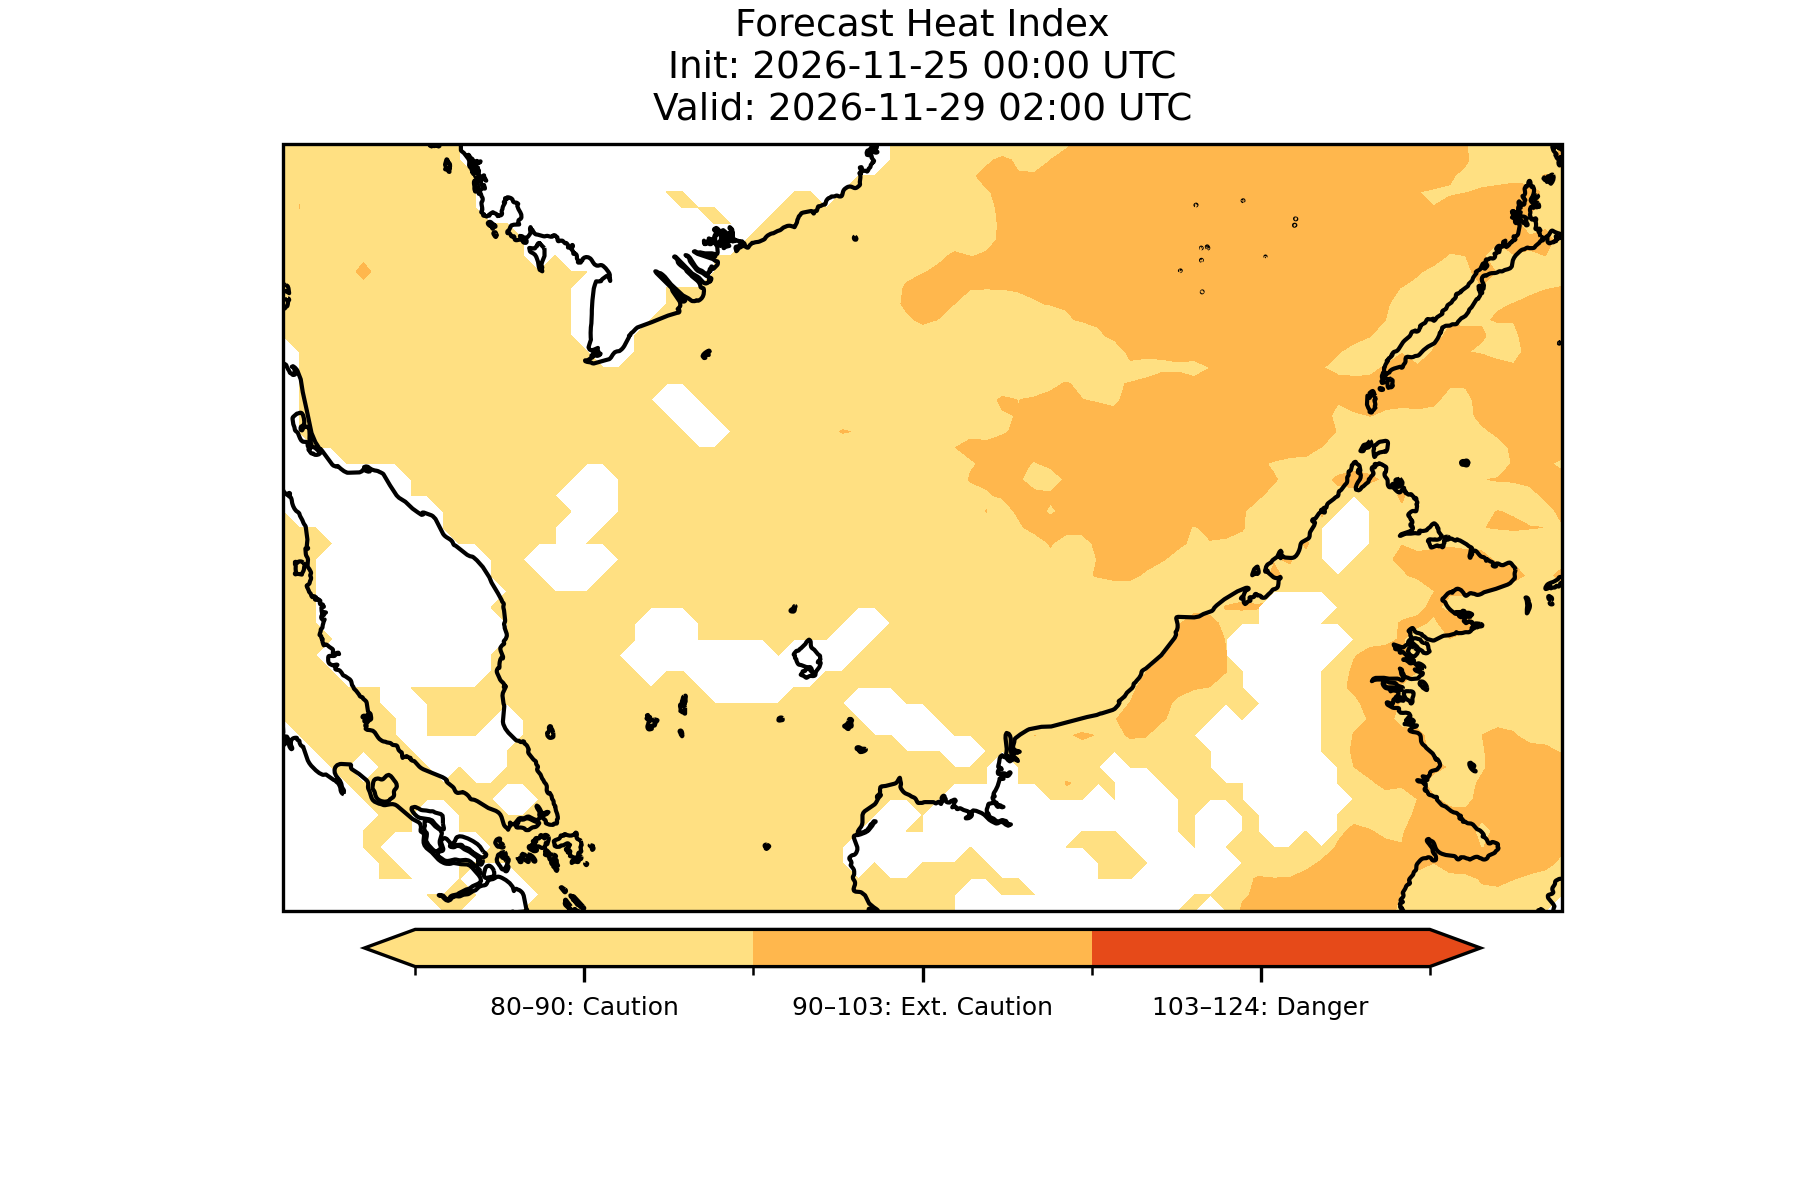 Forecast Heat Index
Init: 2026-11-25 00:00 UTC
Valid: 2026-11-29 02:00 UTC
80–90: Caution
90–103: Ext. Caution
103–124: Danger